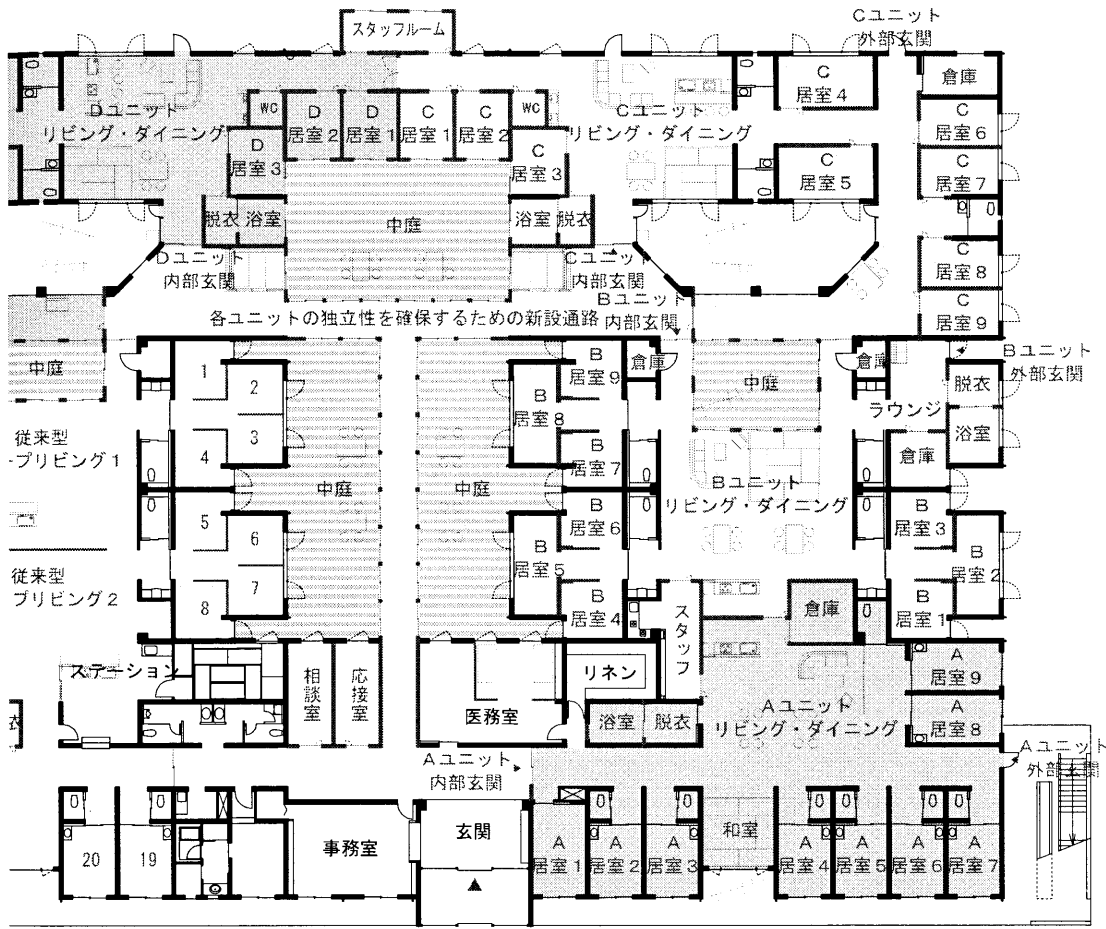 スタッフルーム
Cユニット
外部玄関
Dユニット
リビング・ダイニング
WC
D
居室2
D
居室1
C
居室1
C
居室2
WC
Cユニット
リビング・ダイニング
C
居室4
倉庫
C
居室6
D
居室3
C
居室3
C
居室5
C
居室7
脱衣
浴室
中庭
浴室
脱衣
Dユニット
内部玄関
Cユニット
内部玄関
C
居室8
各ユニットの独立性を確保するための新設通路
Bユニット
内部玄関
C
居室9
中庭
1
2
3
4
B
居室9
倉庫
中庭
倉庫
Bユニット
外部玄関
脱衣
ラウンジ
浴室
倉庫
従来型
プリビング1
B
居室8
B
居室7
中庭
中庭
Bユニット
リビング・ダイニング
5
6
7
8
B
居室6
B
居室5
B
居室4
B
居室3
B
居室2
B
居室1
従来型
プリビング2
スタッフ
倉庫
ステーション
相談室
応接室
医務室
リネン
浴室
脱衣
A
居室9
Aユニット
リビング・ダイニング
A
居室8
衣
Aユニット
内部玄関
Aユニット
外部玄関
20
19
事務室
玄関
A
居室1
A
居室2
A
居室3
和室
A
居室4
A
居室5
A
居室6
A
居室7